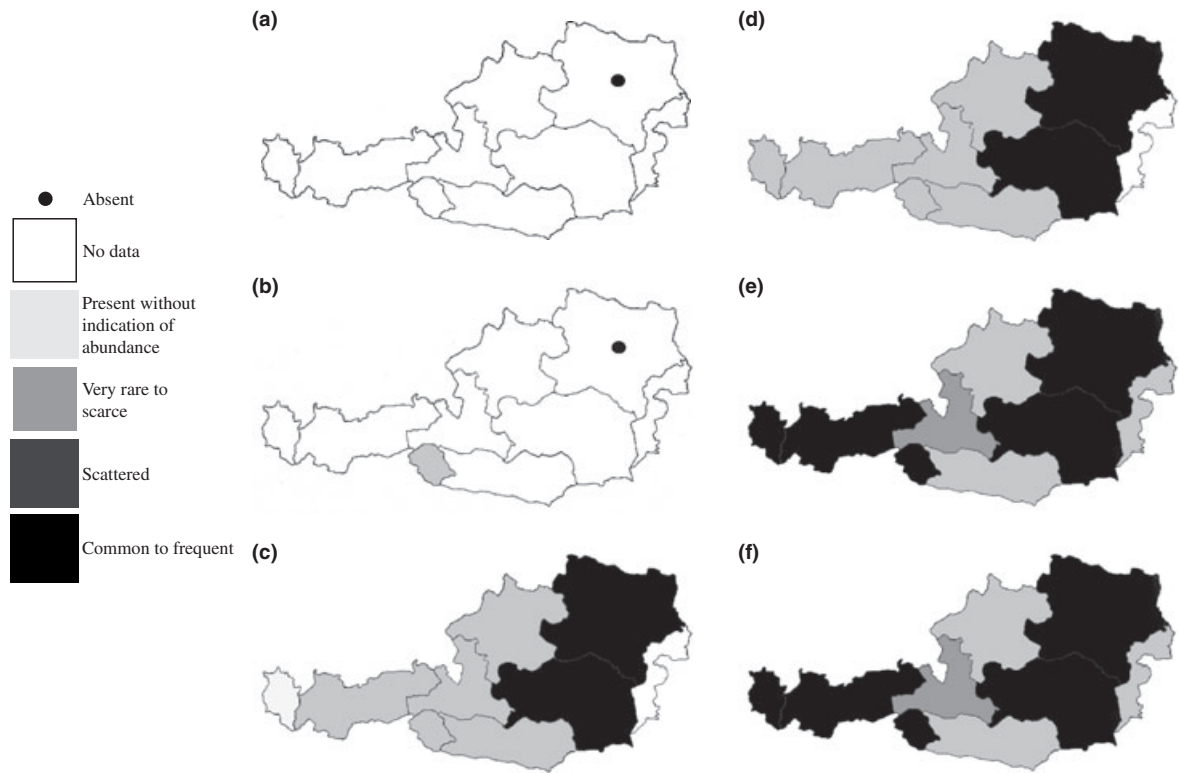 Absent
No data
Present without
indication of
abundance
Very rare to
scarce
Scattered
Common to frequent
(a)
(b)
(c)
(d)
(e)
(f)